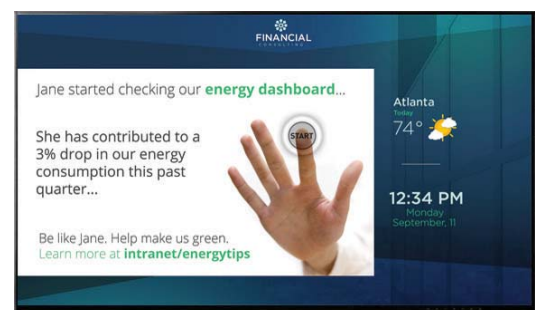 FINANCIAL
CONSULTING
Jane started checking our energy dashboard...
START
She has contributed to a
3% drop in our energy
consumption this past
quarter...
Be like Jane. Help make us green.
Learn more at intranet/energytips
Atlanta
Today
74°
12:34 PM
Monday
September, 11